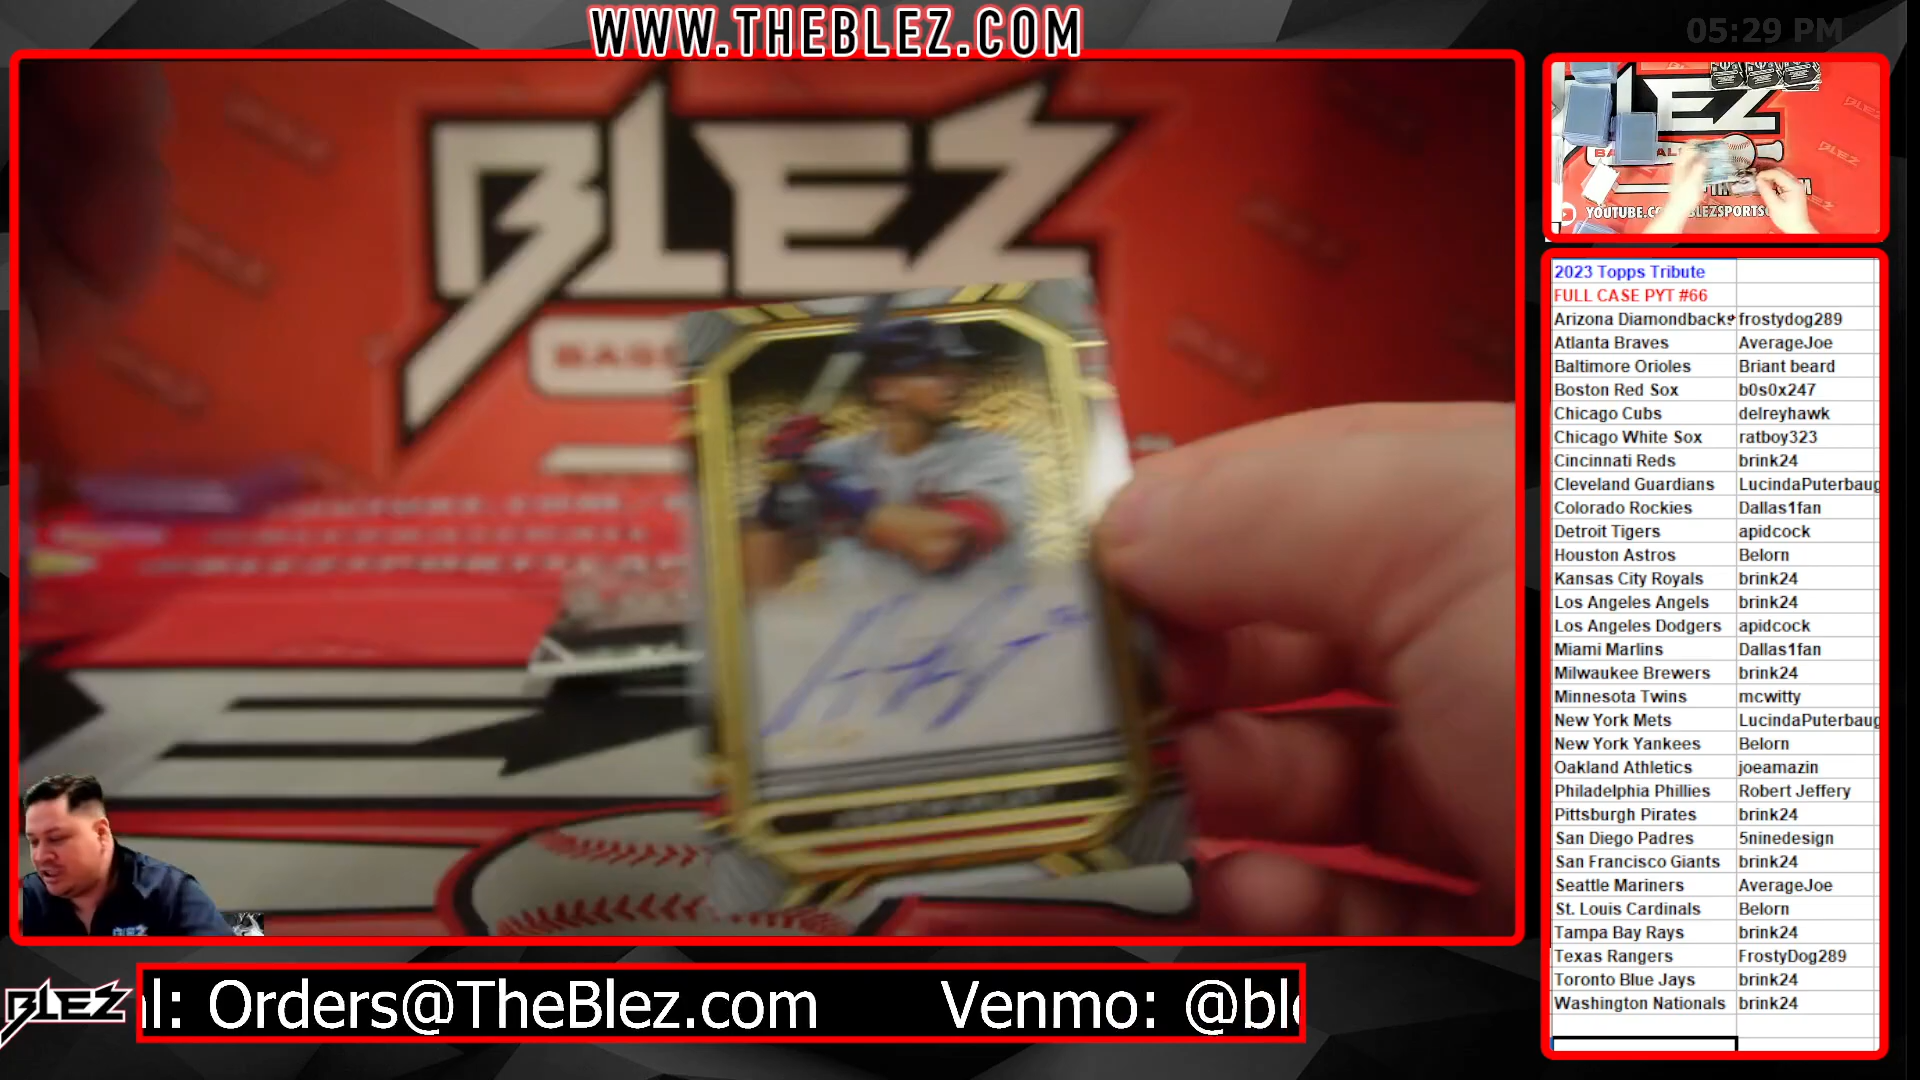 WWW.THEBLEZ.COM
05:29 PM
BLEZ
BLEZ
YOUTUBE.C
BLEZSPORTS
2023 Topps Tribute
FULL CASE PYT #66
Arizona Diamondbacks frostydog289
Atlanta Braves AverageJoe
Baltimore Orioles Briant beard
Boston Red Sox b0s0x247
Chicago Cubs delreyhawk
Chicago White Sox ratboy323
Cincinnati Reds brink24
Cleveland Guardians LucindaPuterbaug
Colorado Rockies Dallas1fan
Detroit Tigers apidcock
Houston Astros Belorn
Kansas City Royals brink24
Los Angeles Angels brink24
Los Angeles Dodgers apidcock
Miami Marlins Dallas1fan
Milwaukee Brewers brink24
Minnesota Twins mcwitty
New York Mets LucindaPuterbaug
New York Yankees Belorn
Oakland Athletics joeamazin
Philadelphia Phillies Robert Jeffery
Pittsburgh Pirates brink24
San Diego Padres 5ninedesign
San Francisco Giants brink24
Seattle Mariners AverageJoe
St. Louis Cardinals Belorn
Tampa Bay Rays brink24
Texas Rangers FrostyDog289
Toronto Blue Jays brink24
Washington Nationals brink24
BLEZ
l: Orders@TheBlez.com Venmo: @ble